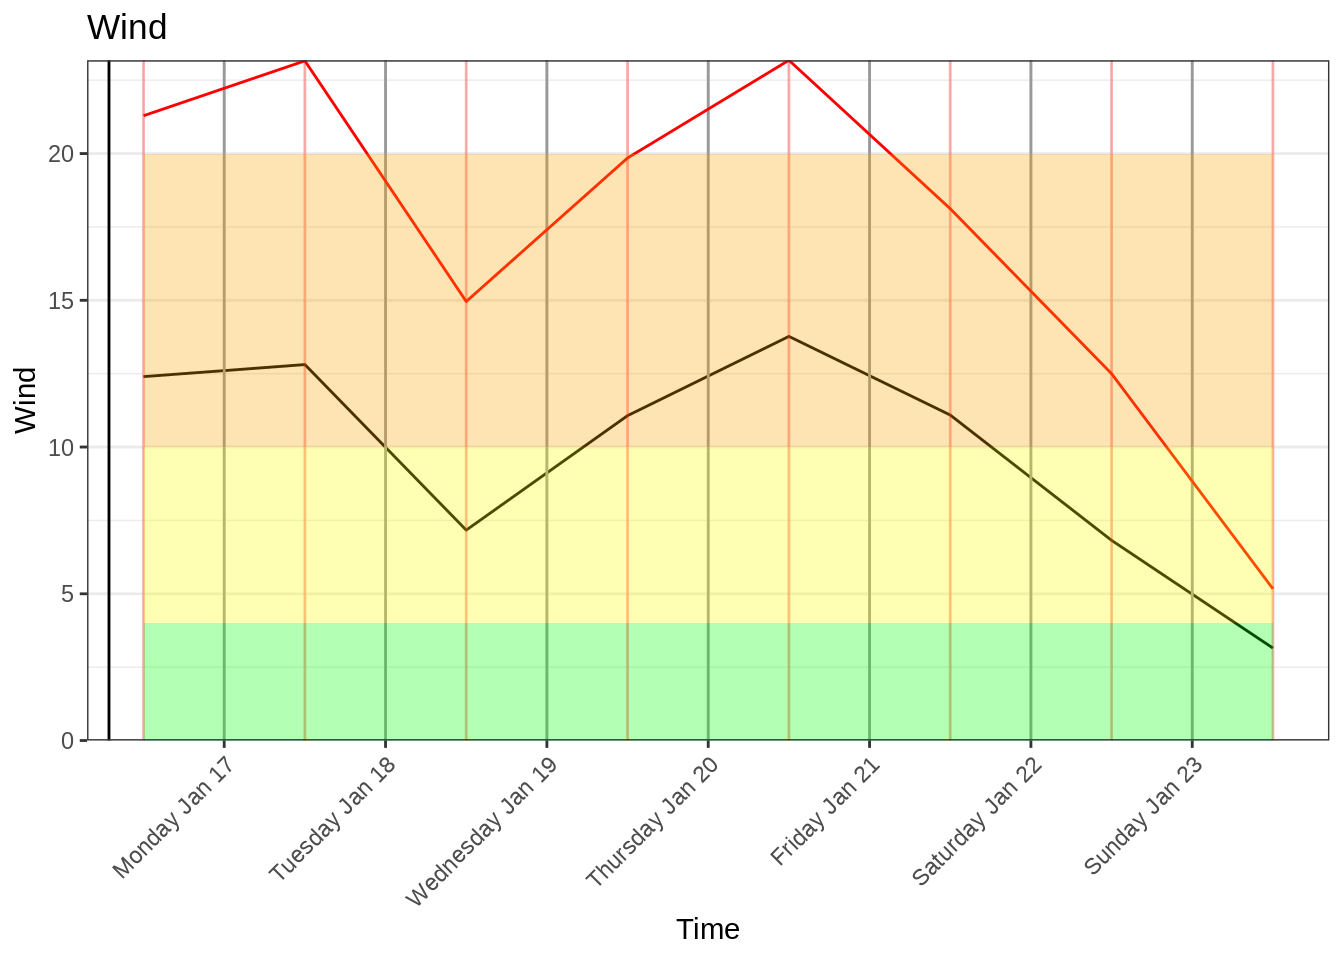 Wind
Wind
20
15
10
5
0
Monday Jan 17
Tuesday Jan 18
Wednesday Jan 19
Thursday Jan 20
Friday Jan 21
Saturday Jan 22
Sunday Jan 23
Time